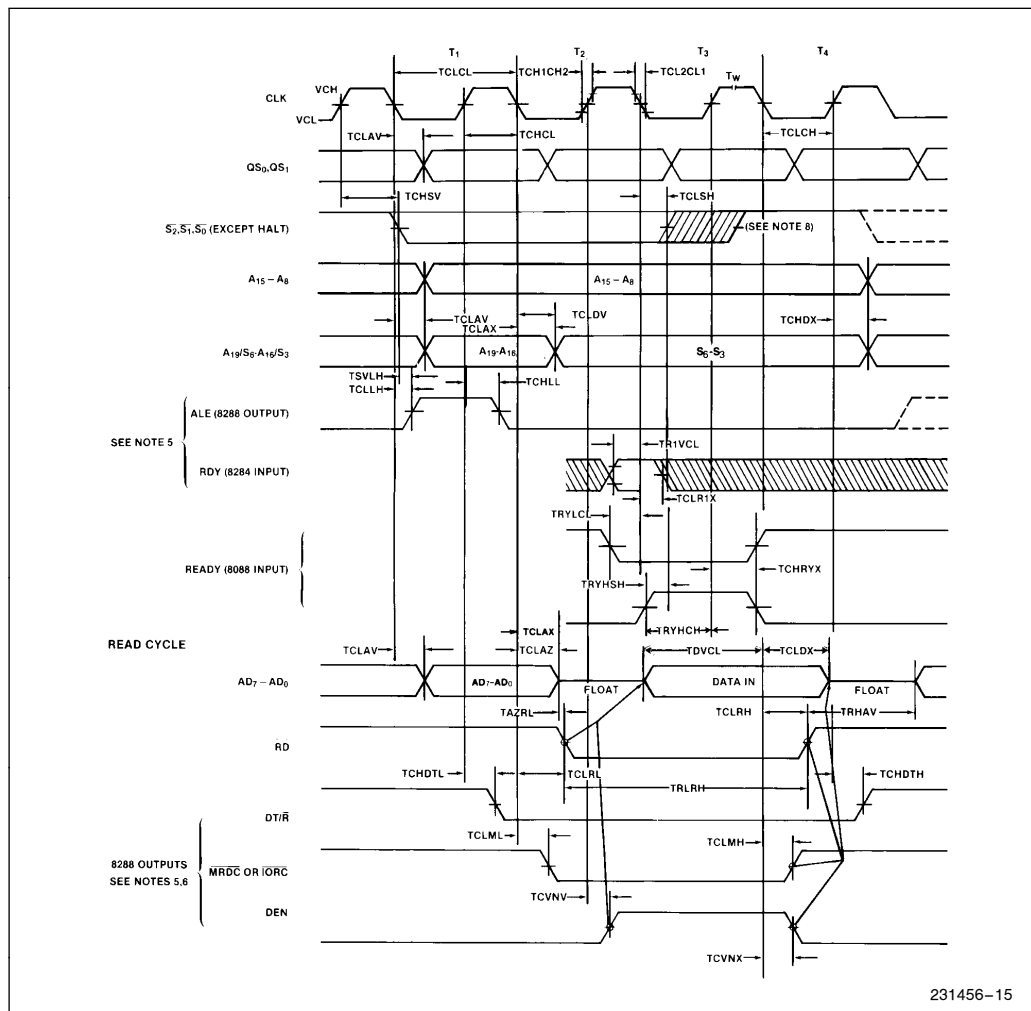 T1 T2 T3 T4
TCLCL TCH1CH2 TCL2CL1 TW
VCH
CLK
VCL
TCLAV TCHCL TCLCH
QS0,QS1
TCHSV TCLSH
S2,S1,S0 (EXCEPT HALT) (SEE NOTE 8)
A15 – A8 A15 – A8
TCLAV TCLDV TCHDX
TCLAX
A19/S6-A16/S3 A19-A16 S6-S3
TSVLH TCHLL
TCLLH
ALE (8288 OUTPUT)
SEE NOTE 5 TR1VCL
RDY (8284 INPUT)
TCLR1X
TRYLCL
READY (8088 INPUT) TCHRYX
TRYHSH
TCLAX TRYHCH
READ CYCLE
TCLAV TCLAZ TDVCL TCLDX
AD7 – AD0 AD7-AD0 FLOAT DATA IN FLOAT
TAZRL TCLRH TRHAV
RD
TCHDTL TCLRL TRLRH TCHDTH
DT/R
TCLML TCLMH
8288 OUTPUTS
SEE NOTES 5,6
MRDC OR IORC
TCVNV
DEN
TCVNX
231456–15